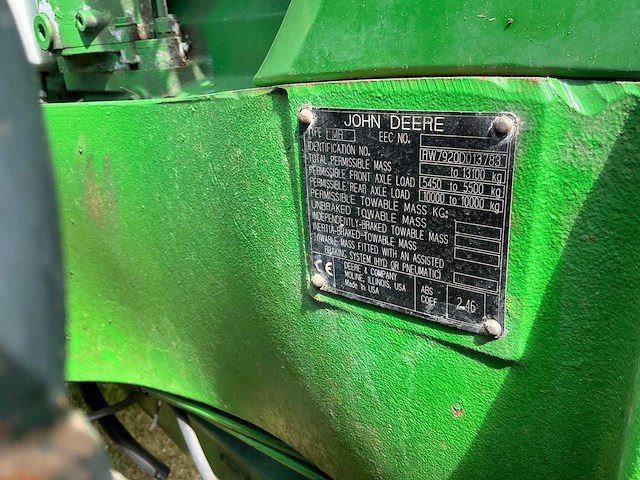 JOHN DEERE
TYPE WR EEC NO.
IDENTIFICATION NO. RW7920D013783
TOTAL PERMISSIBLE MASS to 13100 kg
PERMISSIBLE FRONT AXLE LOAD 5450 to 5500 kg
PERMISSIBLE REAR AXLE LOAD 10000 to 10000 kg
PERMISSIBLE TOWABLE MASS KG:
UNBRAKED TOWABLE MASS
INDEPENDENTLY-BRAKED TOWABLE MASS
INERTIA-BRAKED TOWABLE MASS
TOWABLE MASS FITTED WITH AN ASSISTED
BRAKING SYSTEM (HYD OR PNEUMATIC)
CE DEERE & COMPANY
MOLINE, ILLINOIS, USA
Made In USA
ABS
COEF 2.46